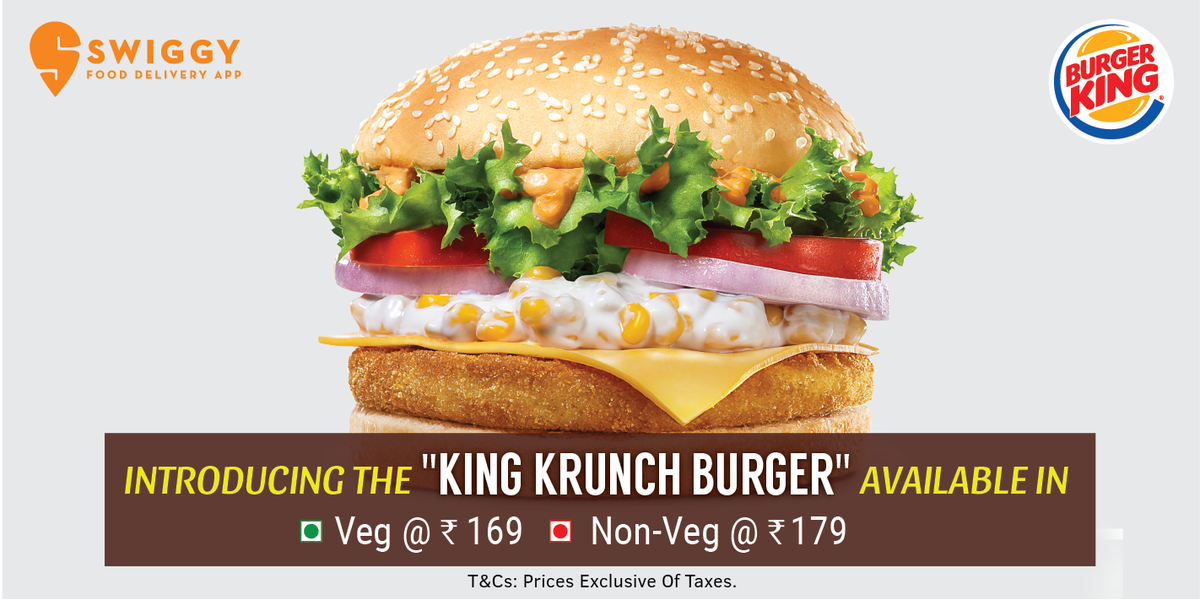 SWIGGY
FOOD DELIVERY APP
BURGER
KING
INTRODUCING THE "KING KRUNCH BURGER" AVAILABLE IN
Veg @ ₹ 169 Non-Veg @ ₹ 179
T&Cs: Prices Exclusive Of Taxes.